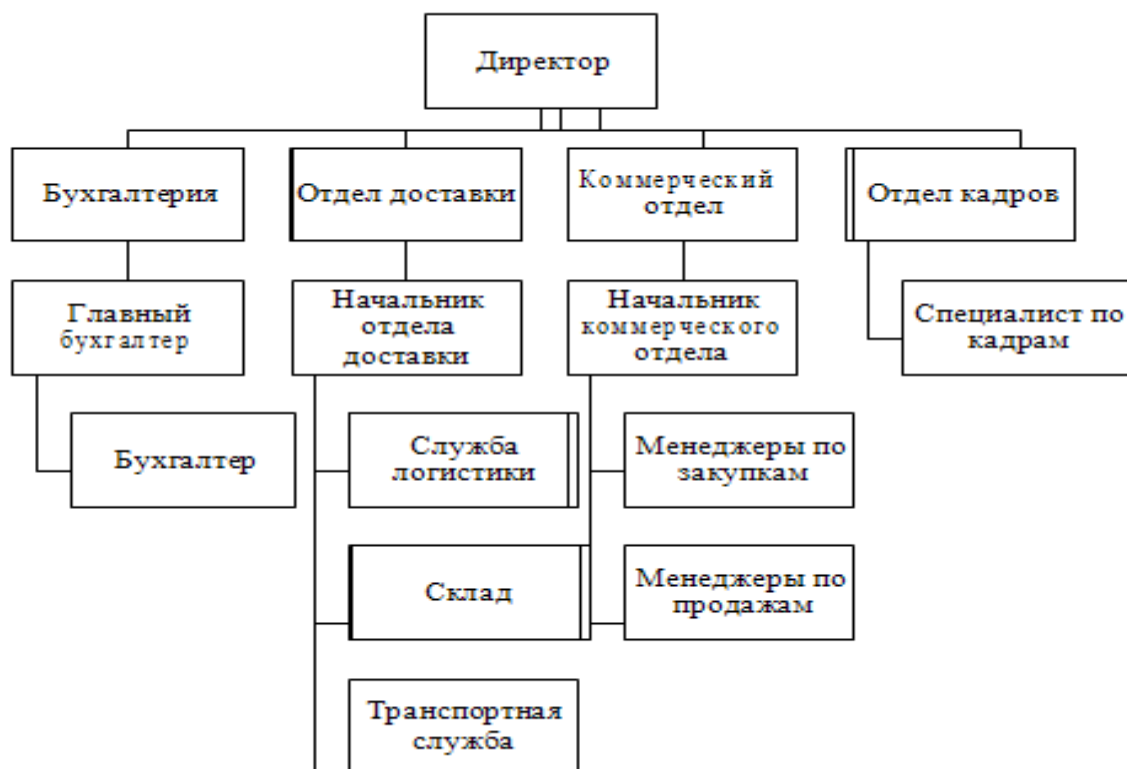 Директор
Бухгалтерия
Отдел доставки
Коммерческий
отдел
Отдел кадров
Главный
бухгалтер
Начальник
отдела
доставки
Начальник
коммерческого
отдела
Специалист по
кадрам
Бухгалтер
Служба
логистики
Менеджеры по
закупкам
Склад
Менеджеры по
продажам
Транспортная
служба